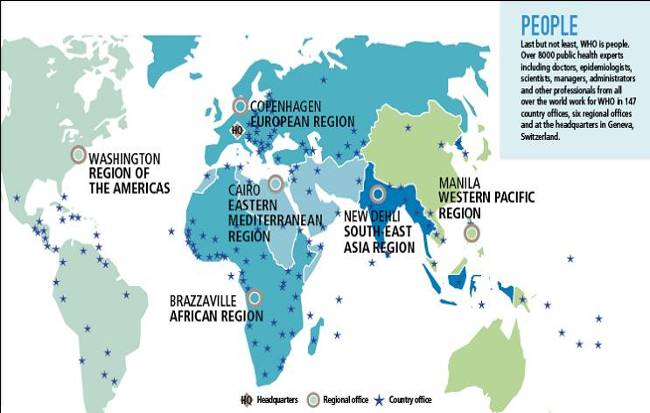 PEOPLE
Last but not least, WHO is people.
Over 8000 public health experts
including doctors, epidemiologists,
scientists, managers, administrators
and other professionals from all
over the world work for WHO in 147
country offices, six regional offices
and at the headquarters in Geneva,
Switzerland.
COPENHAGEN
EUROPEAN REGION
HQ
WASHINGTON
REGION OF
THE AMERICAS
CAIRO
EASTERN
MEDITERRANEAN
REGION
NEW DEHLI
SOUTH-EAST
ASIA REGION
MANILA
WESTERN PACIFIC
REGION
BRAZZAVILLE
AFRICAN REGION
HQ Headquarters Regional office Country office